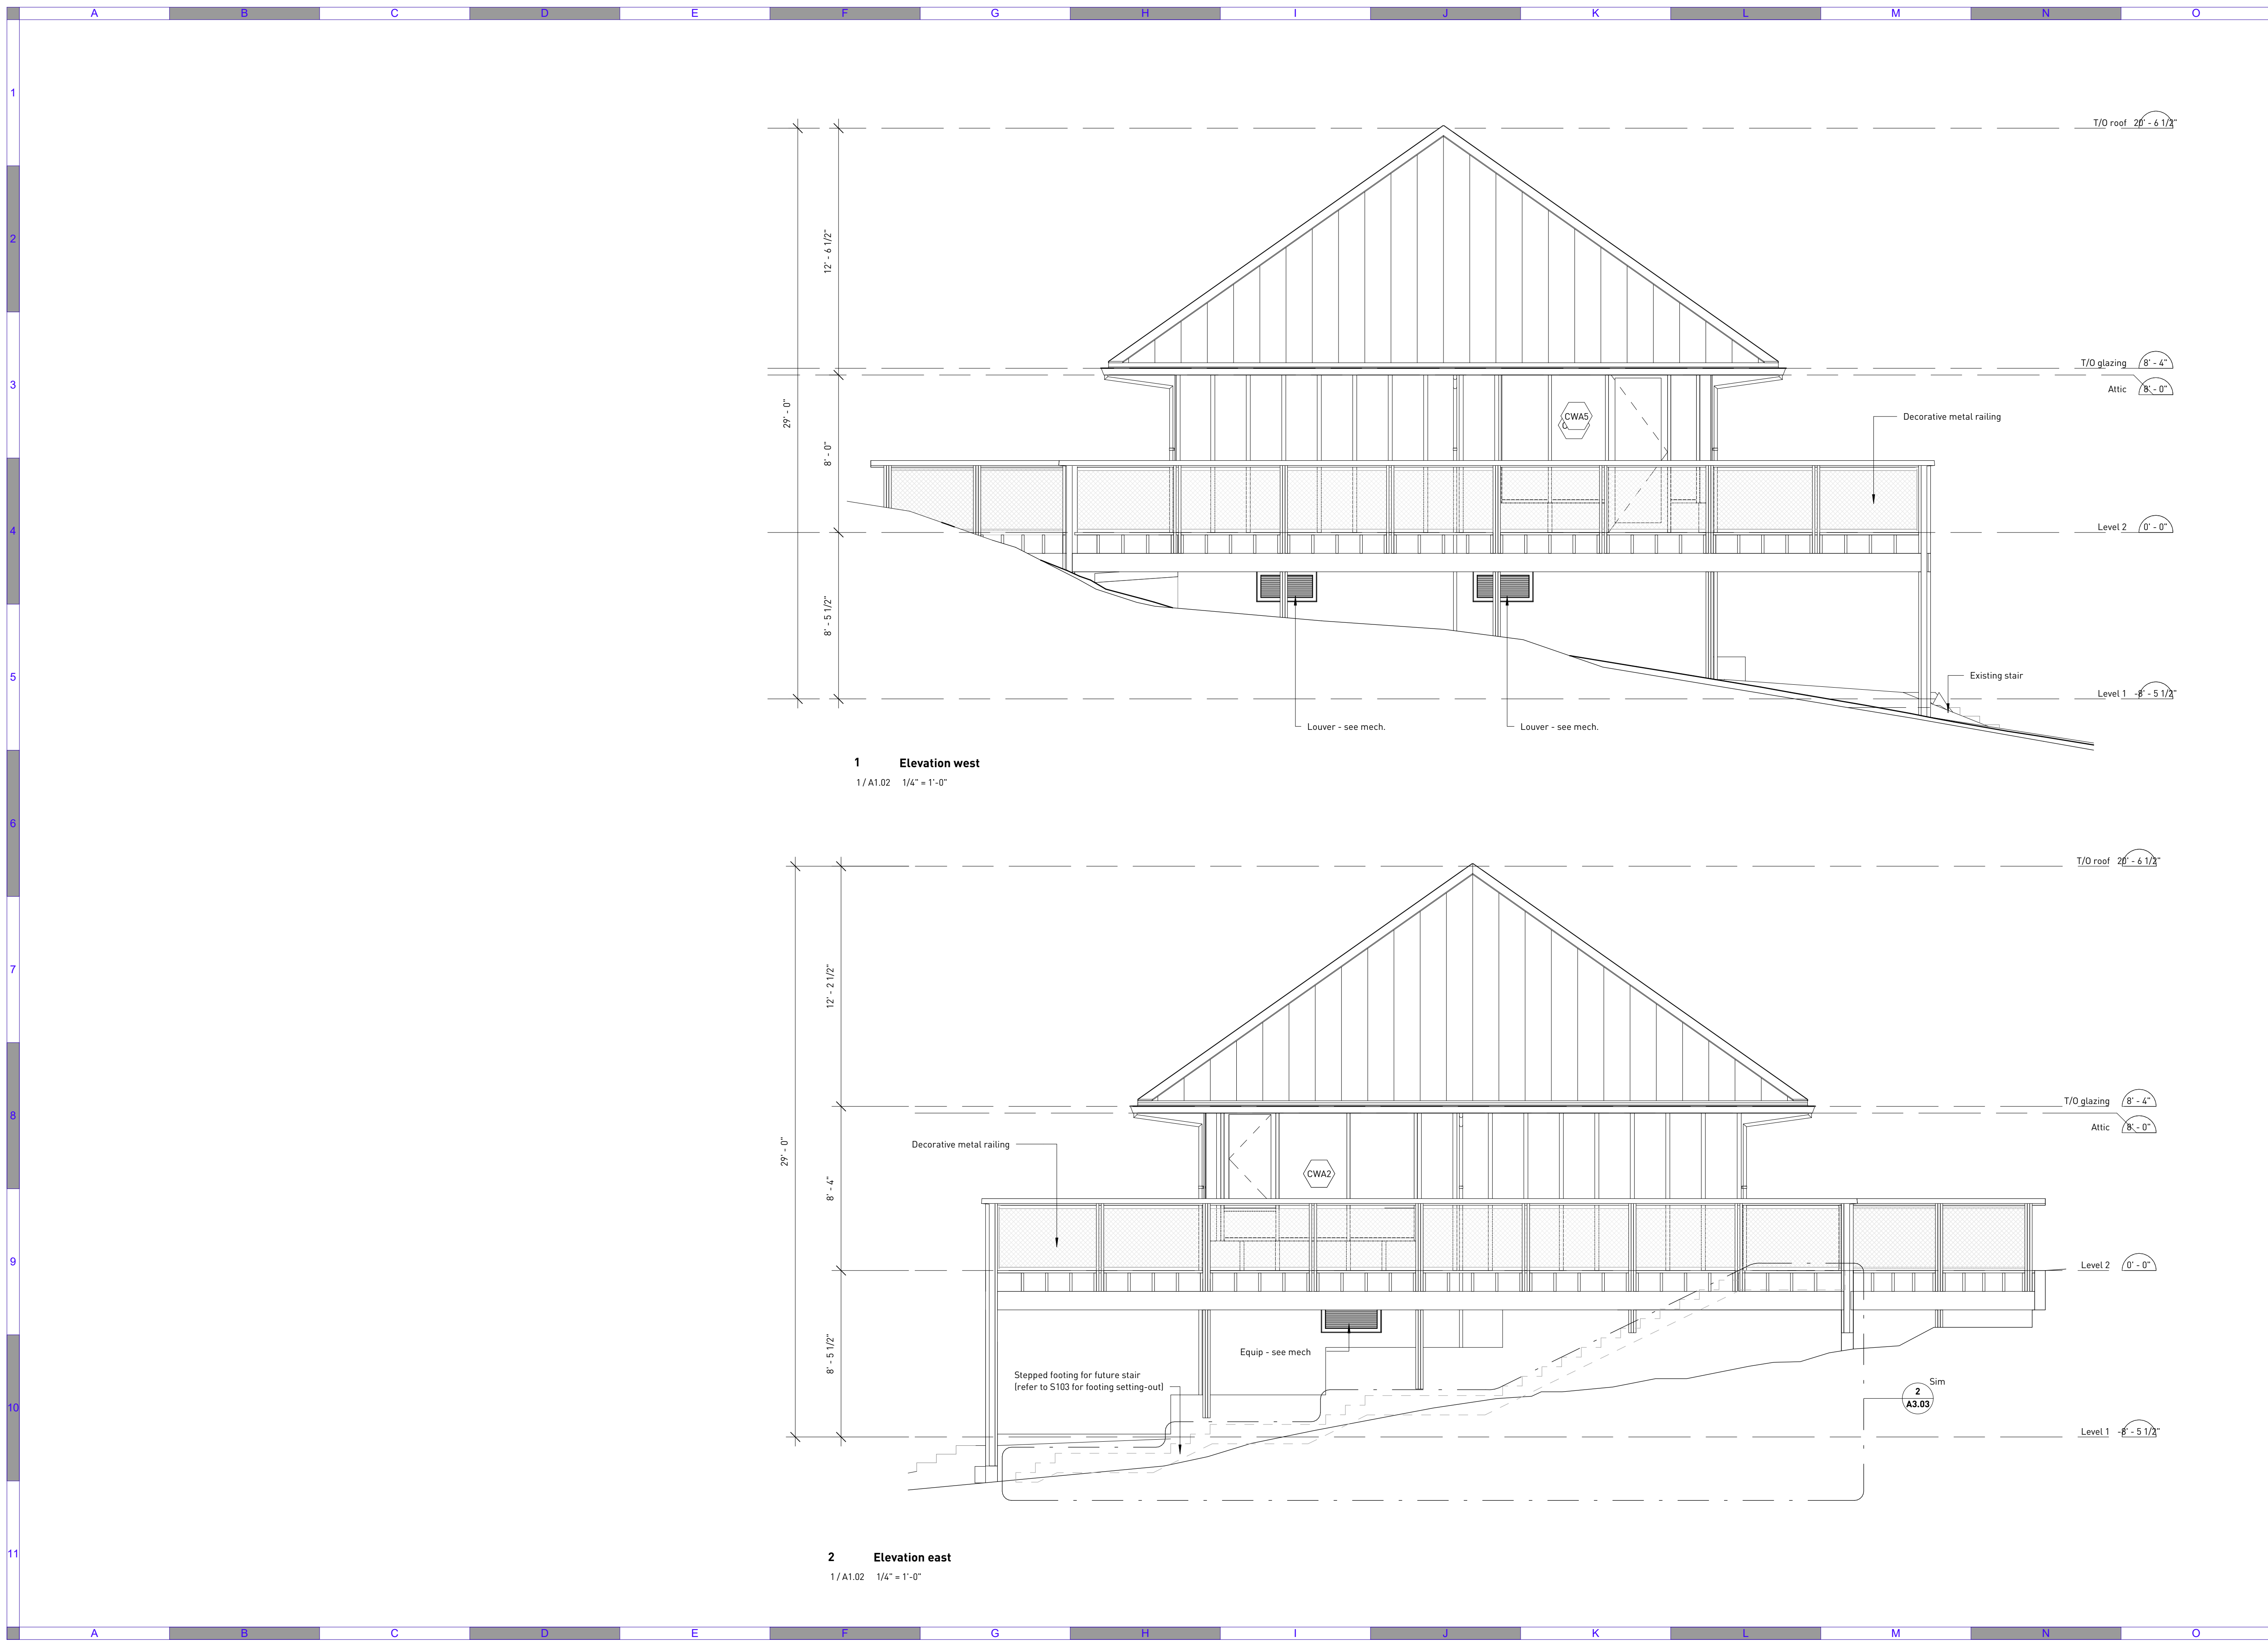 A B C D E F G H I J K L M N O
1
2
3
4
5
6
7
8
9
10
11
T/O roof 20' - 6 1/2"
12' - 6 1/2"
T/O glazing 8' - 4"
Attic 8' - 0"
29' - 0"
8' - 0"
CWA5
Decorative metal railing
Level 2 0' - 0"
8' - 5 1/2"
Existing stair
Level 1 -8' - 5 1/2"
Louver - see mech.
Louver - see mech.
1 Elevation west
1 / A1.02 1/4" = 1'-0"
T/O roof 20' - 6 1/2"
12' - 2 1/2"
T/O glazing 8' - 4"
Attic 8' - 0"
29' - 0"
Decorative metal railing
8' - 4"
CWA2
Level 2 0' - 0"
8' - 5 1/2"
Equip - see mech
Stepped footing for future stair
(refer to S103 for footing setting-out)
Sim
2
A3.03
Level 1 -8' - 5 1/2"
2 Elevation east
1 / A1.02 1/4" = 1'-0"
A B C D E F G H I J K L M N O